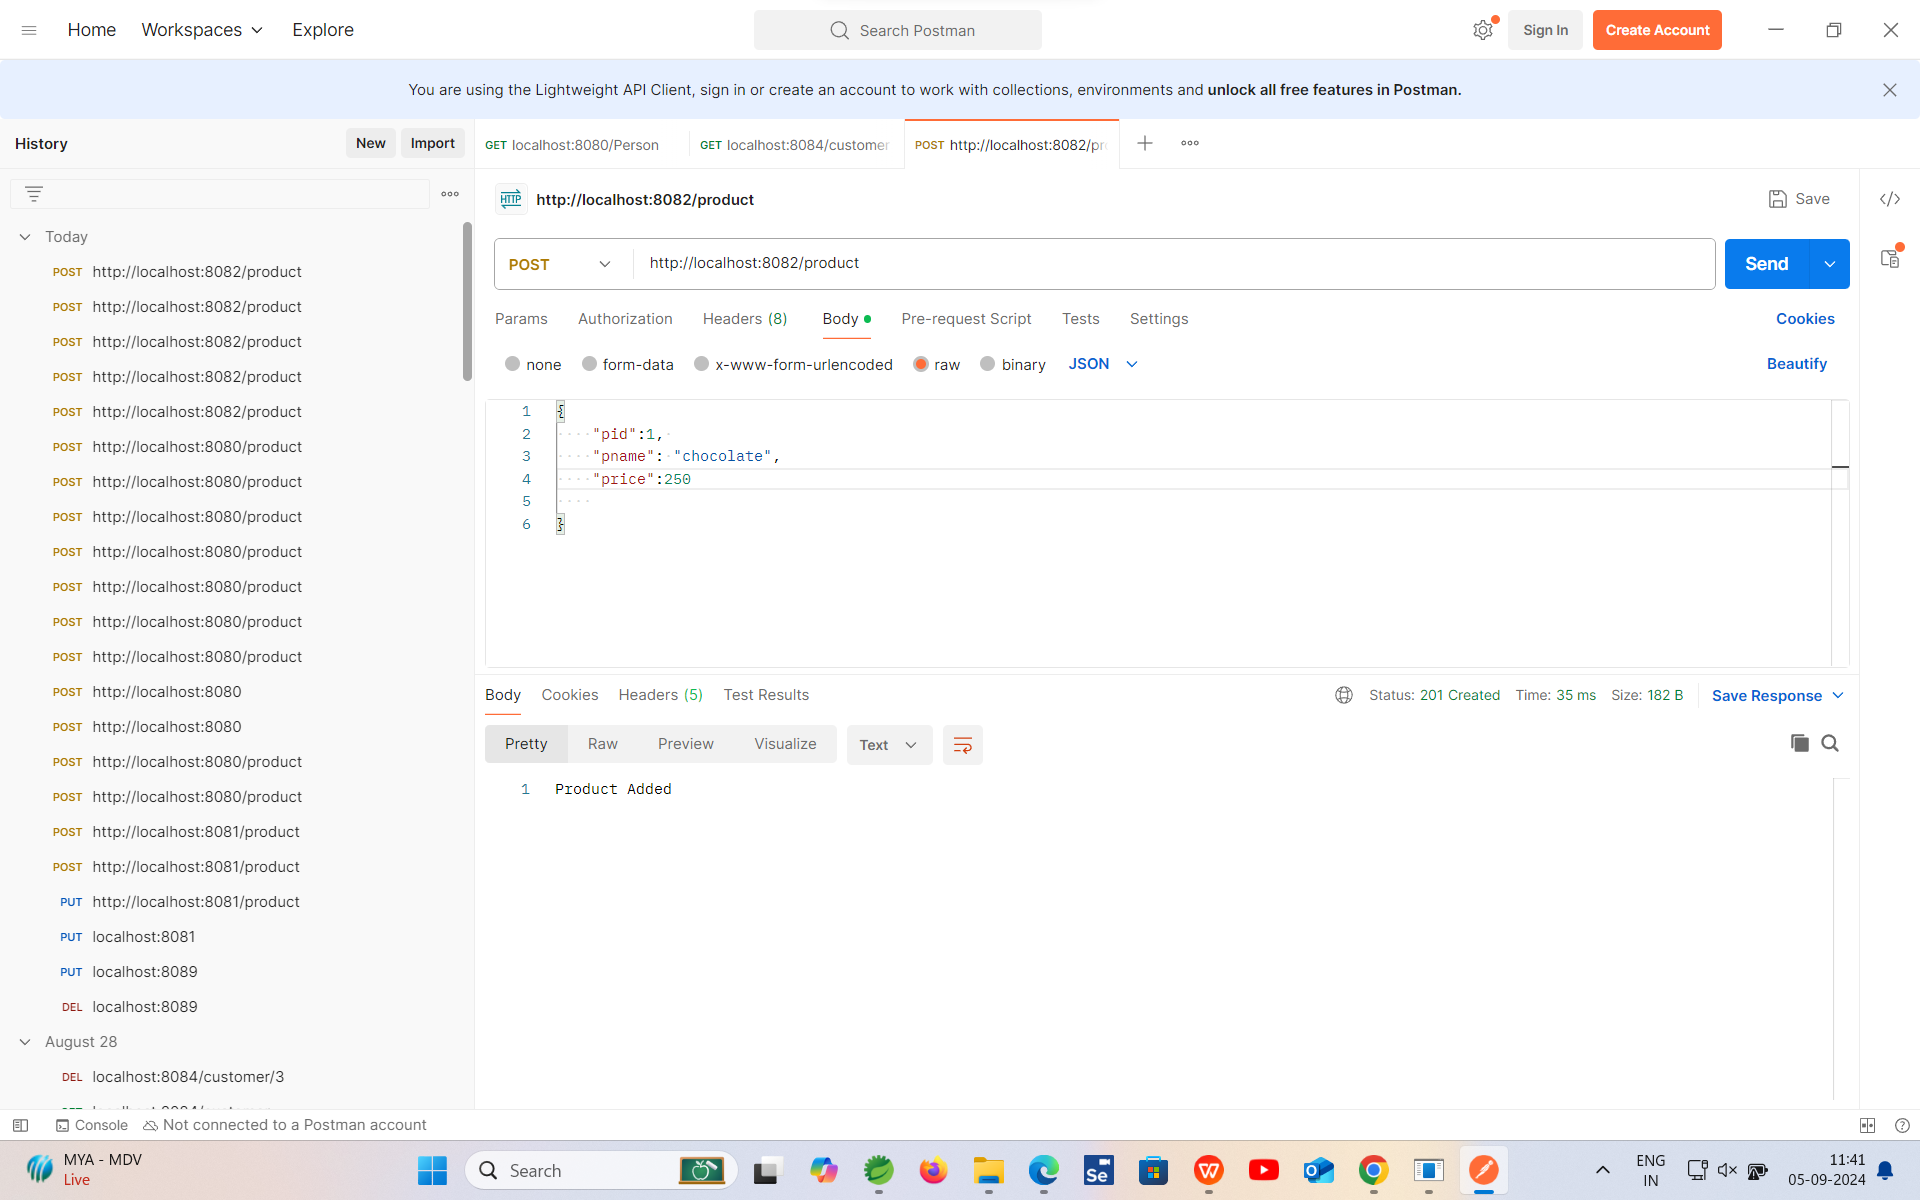 Home Workspaces Explore Search Postman Sign In Create Account
You are using the Lightweight API Client, sign in or create an account to work with collections, environments and unlock all free features in Postman.
History New Import
GET localhost:8080/Person GET localhost:8084/customer POST http://localhost:8082/pr
HTTP http://localhost:8082/product Save </>
Today
POST http://localhost:8082/product
POST http://localhost:8082/product
POST http://localhost:8082/product
POST http://localhost:8082/product
POST http://localhost:8082/product
POST http://localhost:8080/product
POST http://localhost:8080/product
POST http://localhost:8080/product
POST http://localhost:8080/product
POST http://localhost:8080/product
POST http://localhost:8080/product
POST http://localhost:8080/product
POST http://localhost:8080
POST http://localhost:8080
POST http://localhost:8080/product
POST http://localhost:8080/product
POST http://localhost:8081/product
POST http://localhost:8081/product
PUT http://localhost:8081/product
PUT localhost:8081
PUT localhost:8089
DEL localhost:8089
August 28
DEL localhost:8084/customer/3
POST http://localhost:8082/product Send
Params Authorization Headers (8) Body Pre-request Script Tests Settings Cookies
none form-data x-www-form-urlencoded raw binary JSON Beautify
1 {
2 "pid":1,
3 "pname": "chocolate",
4 "price":250
5
6 }
Body Cookies Headers (5) Test Results Status: 201 Created Time: 35 ms Size: 182 B Save Response
Pretty Raw Preview Visualize Text
1 Product Added
Console Not connected to a Postman account
MYA - MDV
Live
Search
Se
W
ENG
IN
11:41
05-09-2024